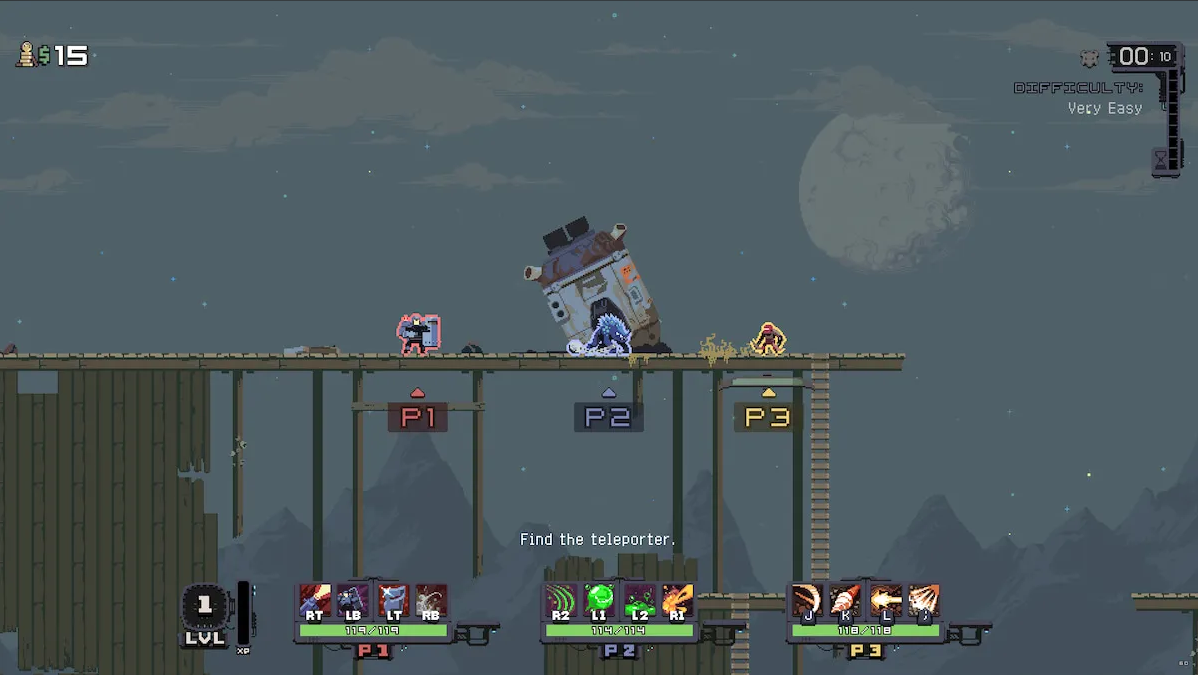 $15
00:10
DIFFICULTY:
Very Easy
P1
P2
P3
Find the teleporter.
1
LVL
XP
RT LB LT RB
119/119
P1
R2 L1 L2 R1
114/114
P2
J K L ;
118/118
P3